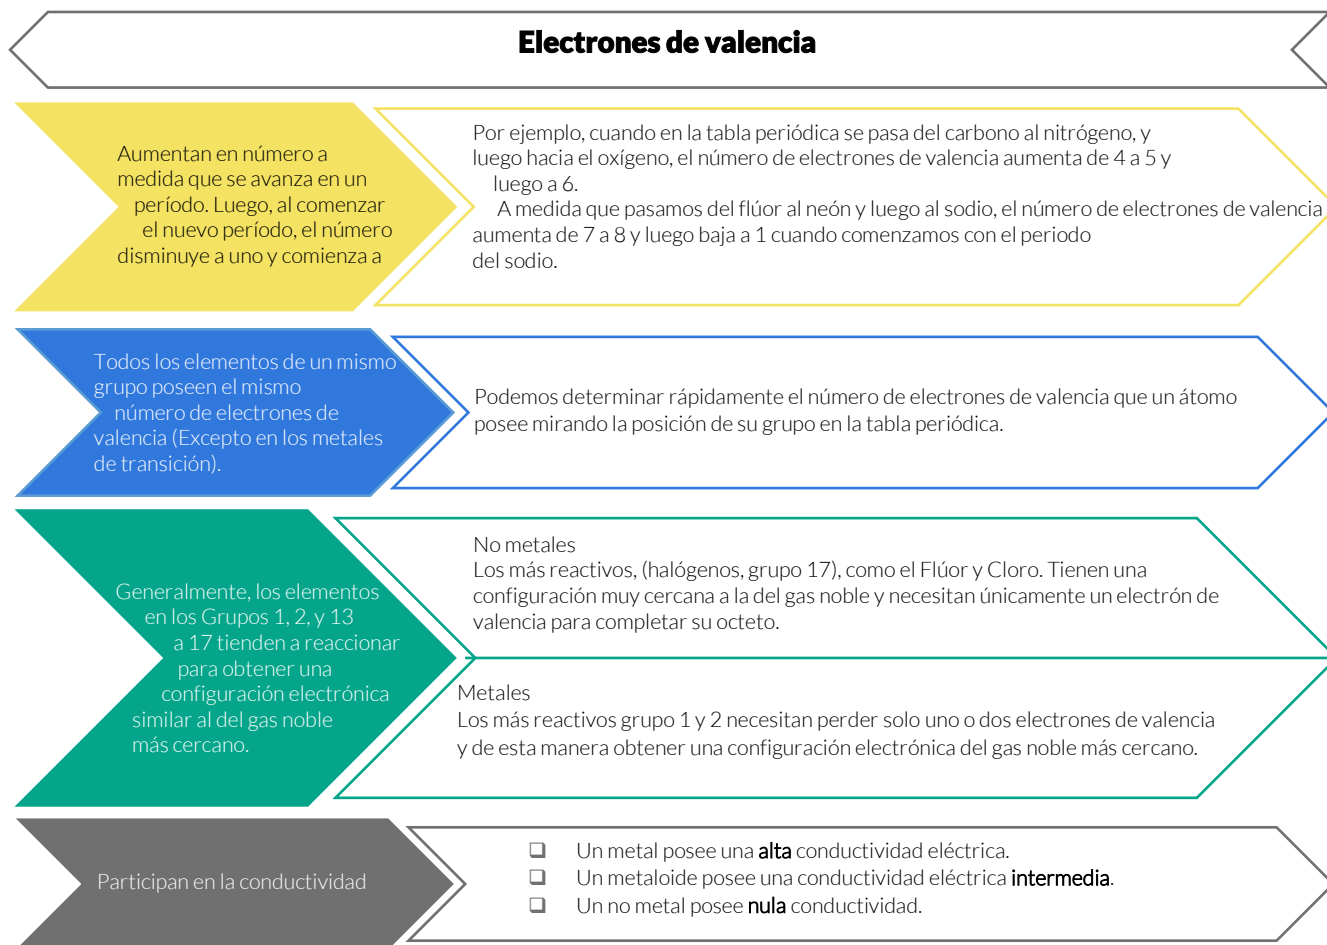 Electrones de valencia
Aumentan en número a
medida que se avanza en un
período. Luego, al comenzar
el nuevo período, el número
disminuye a uno y comienza a
Por ejemplo, cuando en la tabla periódica se pasa del carbono al nitrógeno, y
luego hacia el oxígeno, el número de electrones de valencia aumenta de 4 a 5 y
luego a 6.
A medida que pasamos del flúor al neón y luego al sodio, el número de electrones de valencia
aumenta de 7 a 8 y luego baja a 1 cuando comenzamos con el periodo
del sodio.
Todos los elementos de un mismo
grupo poseen el mismo
número de electrones de
valencia (Excepto en los metales
de transición).
Podemos determinar rápidamente el número de electrones de valencia que un átomo
posee mirando la posición de su grupo en la tabla periódica.
Generalmente, los elementos
en los Grupos 1, 2, y 13
a 17 tienden a reaccionar
para obtener una
configuración electrónica
similar al del gas noble
más cercano.
No metales
Los más reactivos, (halógenos, grupo 17), como el Flúor y Cloro. Tienen una
configuración muy cercana a la del gas noble y necesitan únicamente un electrón de
valencia para completar su octeto.
Metales
Los más reactivos grupo 1 y 2 necesitan perder solo uno o dos electrones de valencia
y de esta manera obtener una configuración electrónica del gas noble más cercano.
Participan en la conductividad
❑ Un metal posee una alta conductividad eléctrica.
❑ Un metaloide posee una conductividad eléctrica intermedia.
❑ Un no metal posee nula conductividad.